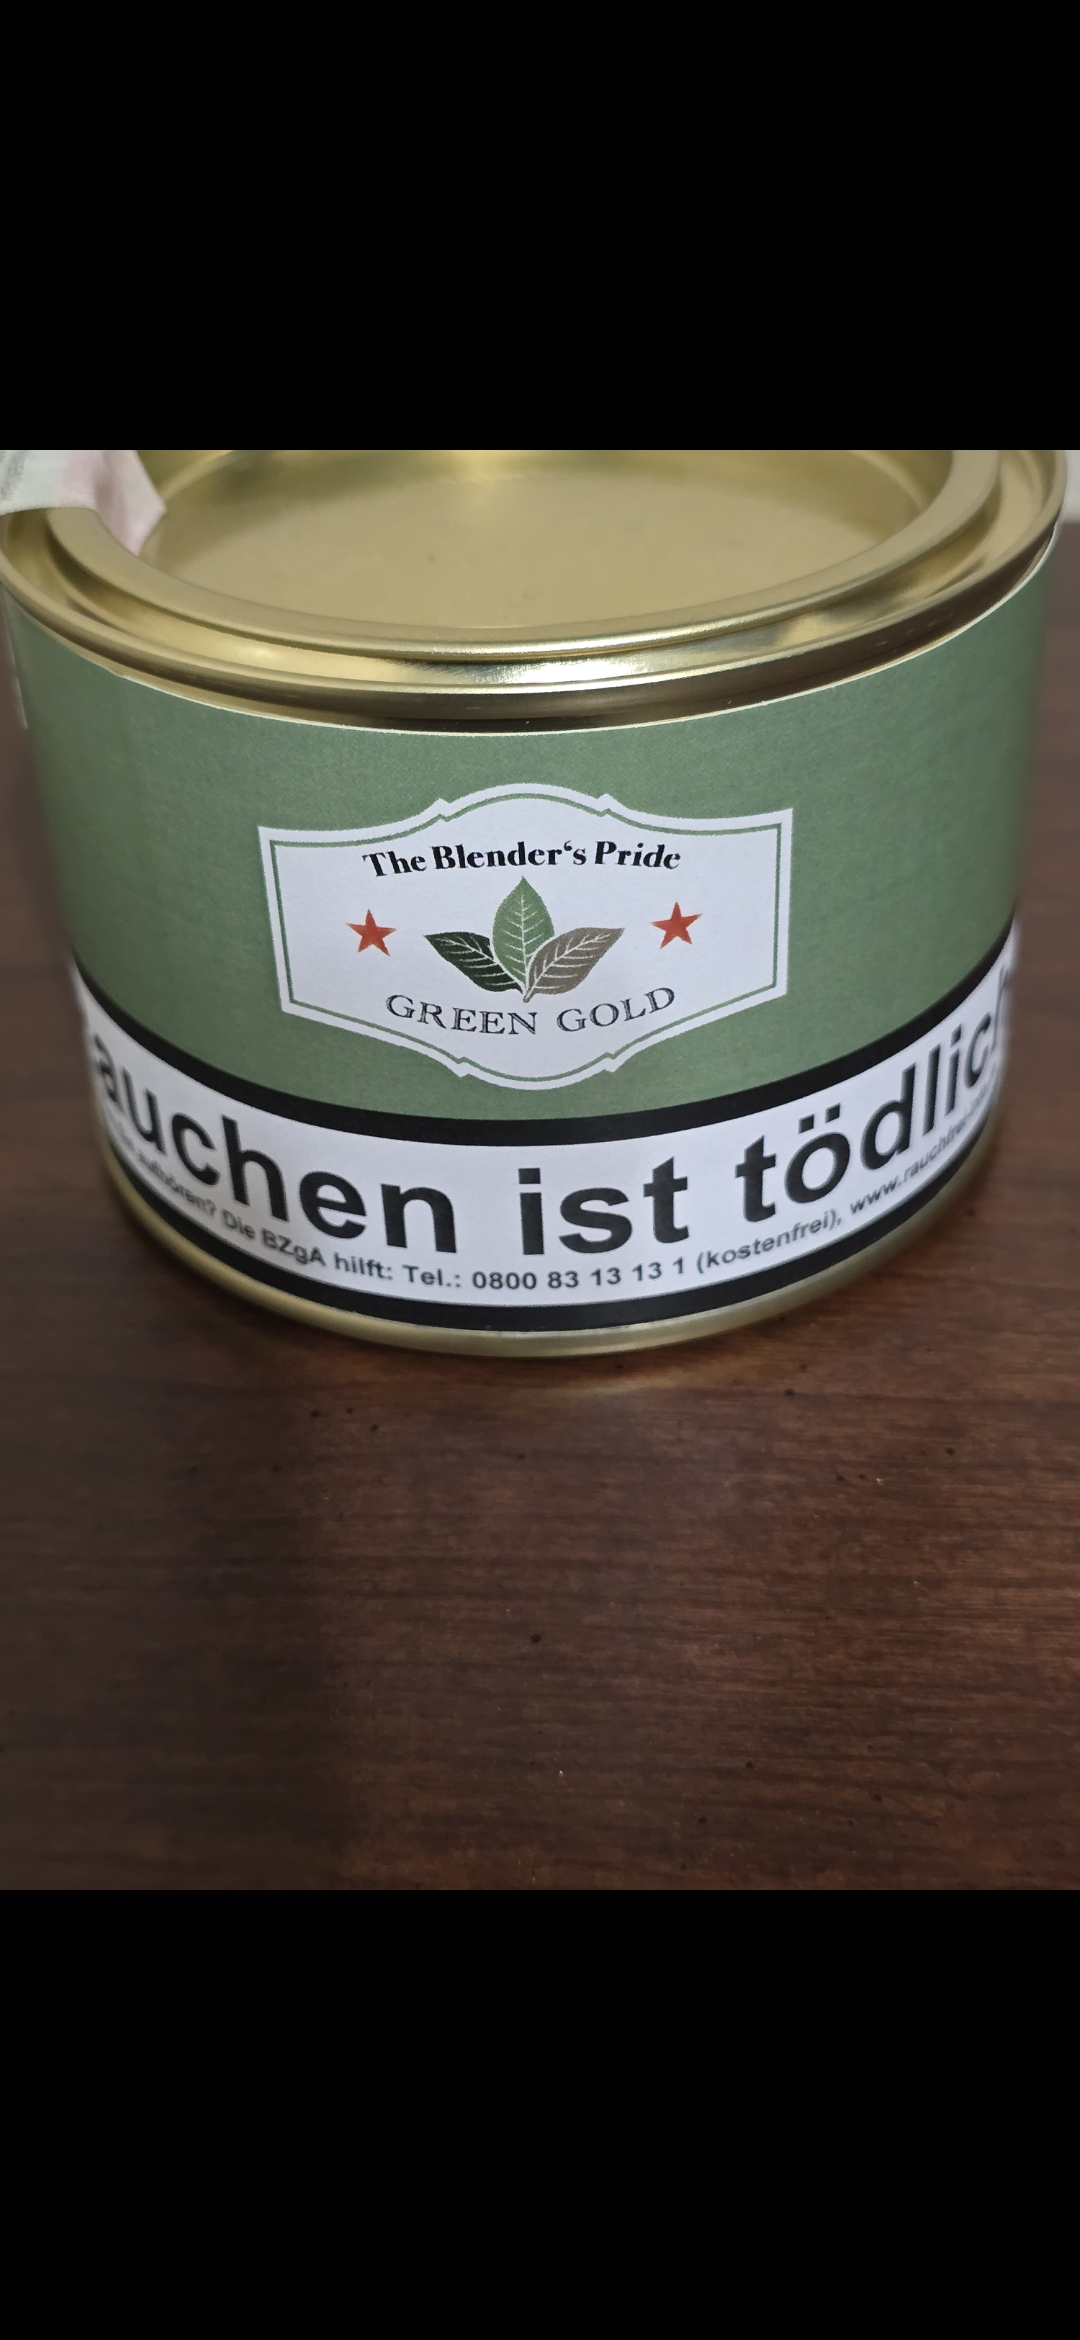 The Blender‘s Pride
GREEN GOLD
auchen ist tödlich
aufhören? Die BZgA hilft: Tel.: 0800 83 13 13 1 (kostenfrei), www.rauchfrei